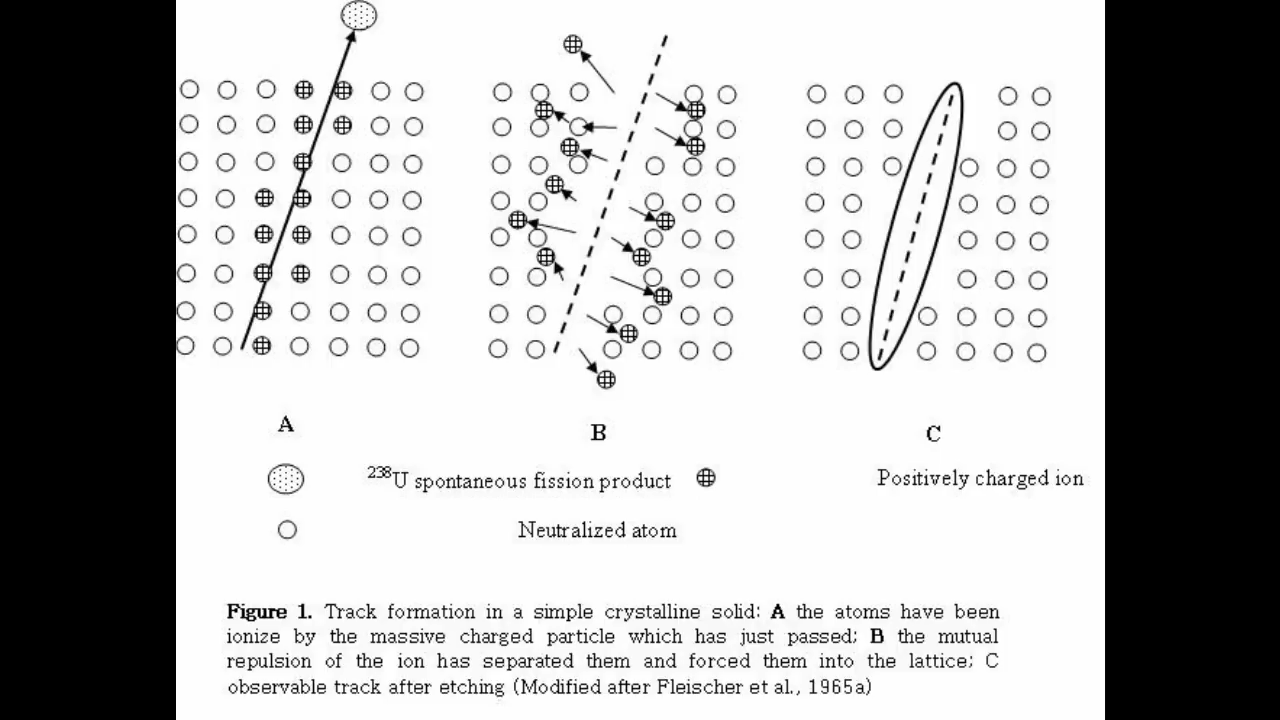 A
B
C
²³⁸U spontaneous fission product
Positively charged ion
Neutralized atom
Figure 1. Track formation in a simple crystalline solid: A the atoms have been
ionize by the massive charged particle which has just passed; B the mutual
repulsion of the ion has separated them and forced them into the lattice; C
observable track after etching (Modified after Fleischer et al., 1965a)